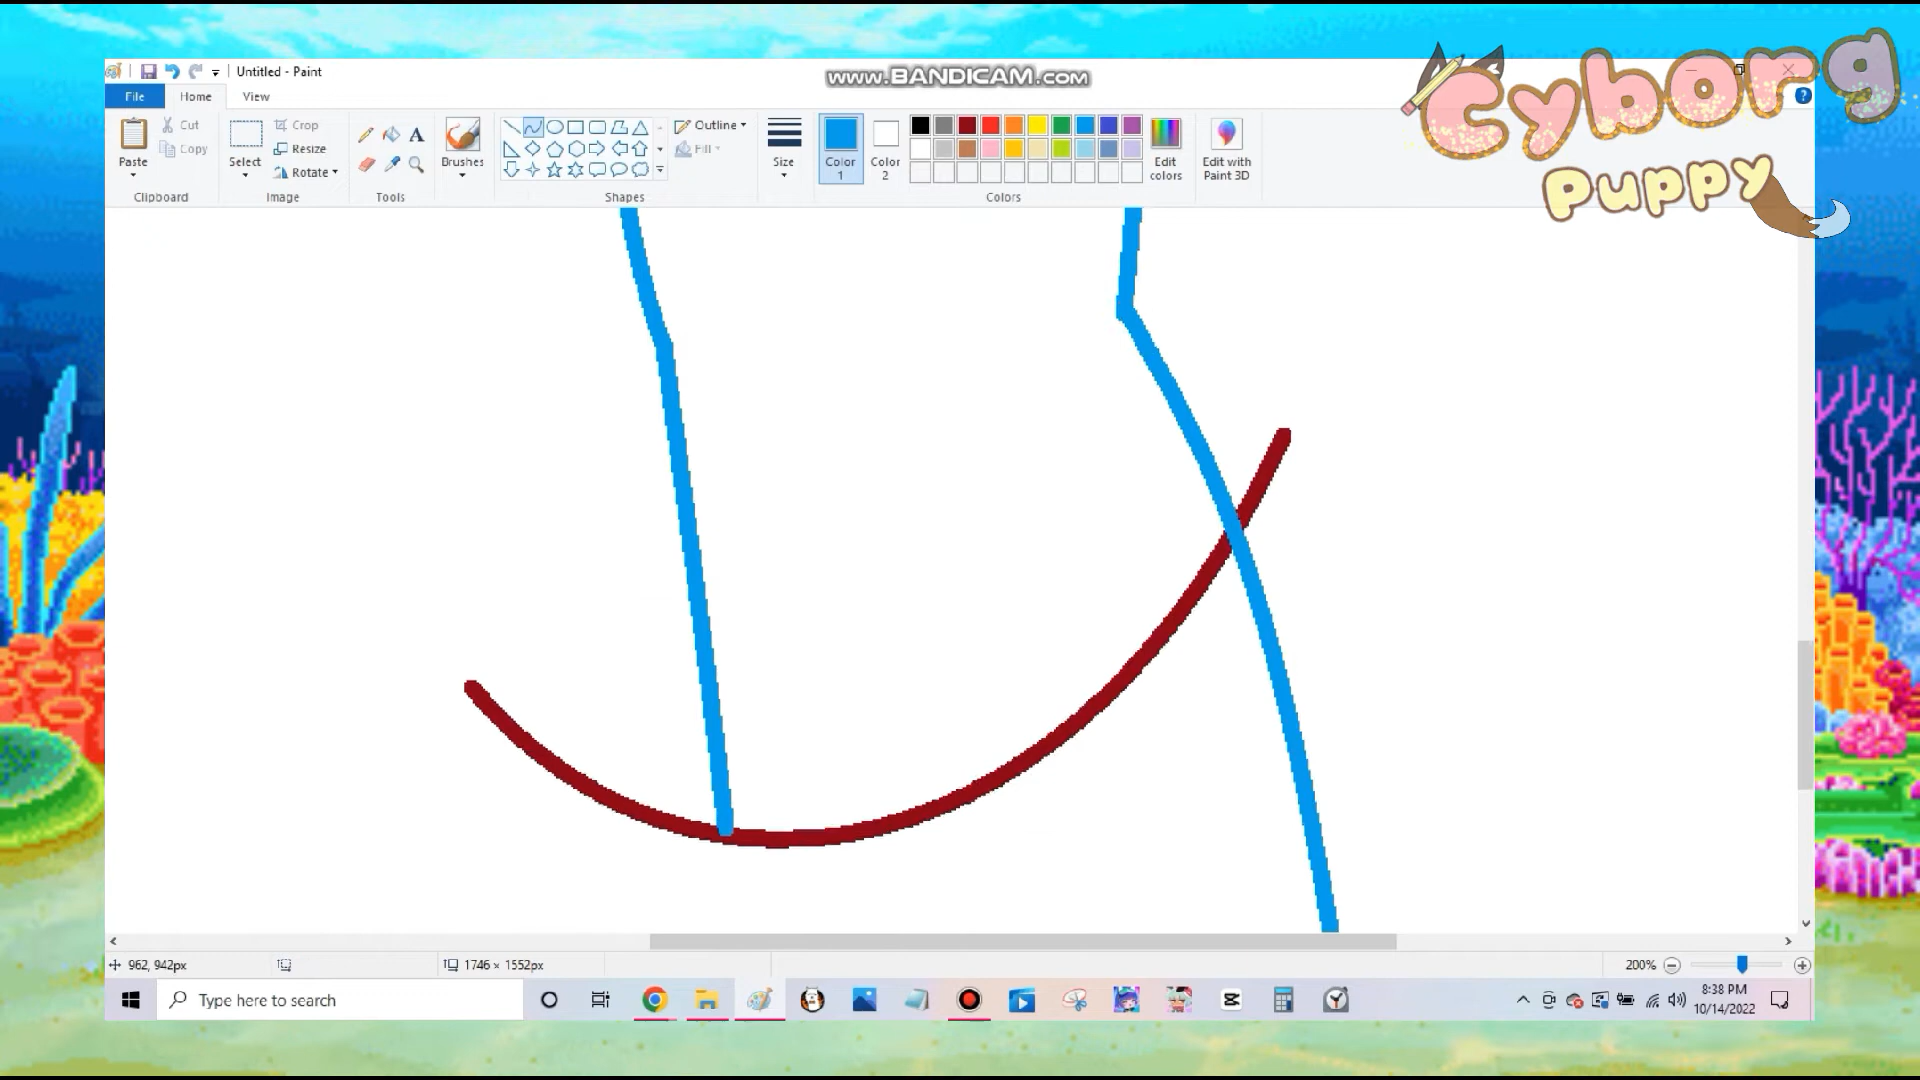 Untitled - Paint
www.BANDICAM.com
Cyborg
Puppy
File Home View
Paste
Cut
Copy
Clipboard
Select
Crop
Resize
Rotate
Image
A
Tools
Brushes
Shapes
Outline
Fill
Size
Color
1
Color
2
Colors
Edit
colors
Edit with
Paint 3D
?
962, 942px
1746 × 1552px
200%
Type here to search
8:38 PM
10/14/2022